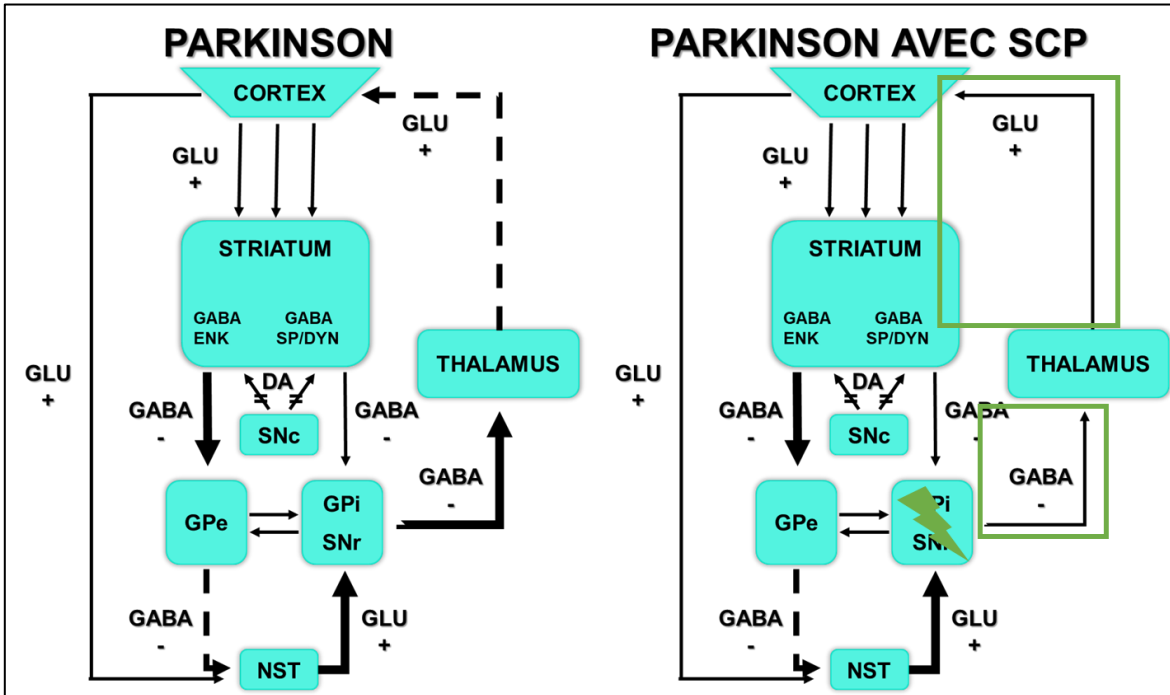 PARKINSON
CORTEX
GLU
+
GLU
+
STRIATUM
GABA
ENK
GABA
SP/DYN
THALAMUS
GLU
+
DA
= =
GABA
-
SNc
GABA
-
GABA
-
GPe
GPi
SNr
GABA
-
GLU
+
NST
PARKINSON AVEC SCP
CORTEX
GLU
+
GLU
+
STRIATUM
GABA
ENK
GABA
SP/DYN
THALAMUS
GLU
+
DA
= =
GABA
-
SNc
GABA
-
GABA
-
GPe
GABA
-
GLU
+
NST